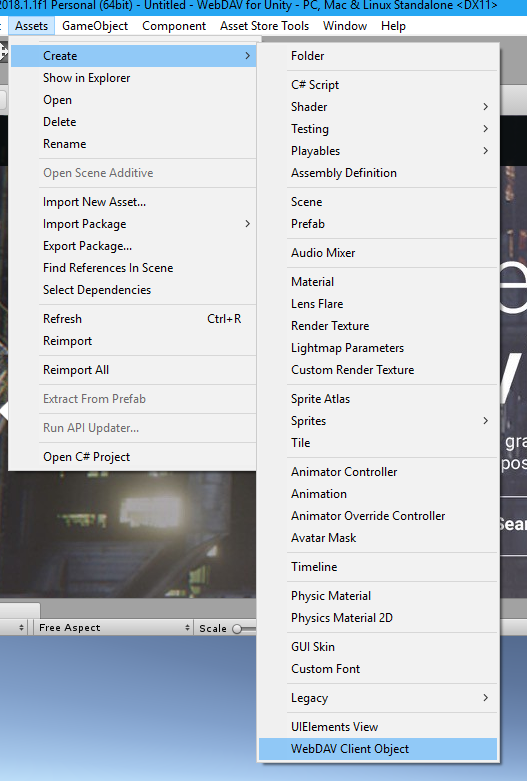 2018.1.1f1 Personal (64bit) - Untitled - WebDAV for Unity - PC, Mac & Linux Standalone <DX11>
Assets GameObject Component Asset Store Tools Window Help
Create
Show in Explorer
Open
Delete
Rename
Open Scene Additive
Import New Asset...
Import Package
Export Package...
Find References In Scene
Select Dependencies
Refresh Ctrl+R
Reimport
Reimport All
Extract From Prefab
Run API Updater...
Open C# Project
Folder
C# Script
Shader
Testing
Playables
Assembly Definition
Scene
Prefab
Audio Mixer
Material
Lens Flare
Render Texture
Lightmap Parameters
Custom Render Texture
Sprite Atlas
Sprites
Tile
Animator Controller
Animation
Animator Override Controller
Avatar Mask
Timeline
Physic Material
Physics Material 2D
GUI Skin
Custom Font
Legacy
UIElements View
WebDAV Client Object
gra
pos
Sear
Free Aspect
Scale